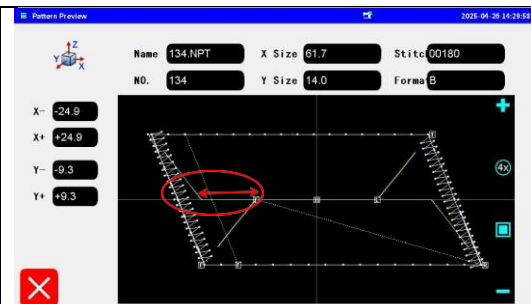 Pattern Preview
2025-04-26 14:29:58
Z
Y
X
Name 134.NPT X Size 61.7 Stitc 00180
NO. 134 Y Size 14.0 Forma B
X- -24.9
X+ +24.9
Y- -9.3
Y+ +9.3
4x